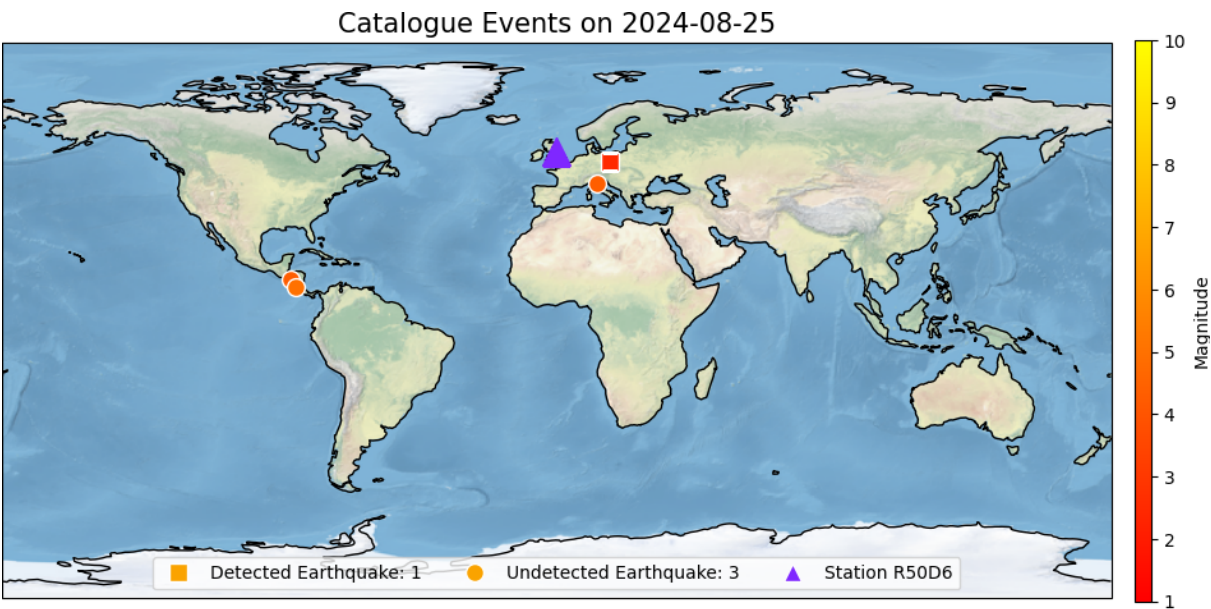 Catalogue Events on 2024-08-25
10
9
8
7
6
5
4
3
2
1
Magnitude
Detected Earthquake: 1
Undetected Earthquake: 3
Station R50D6